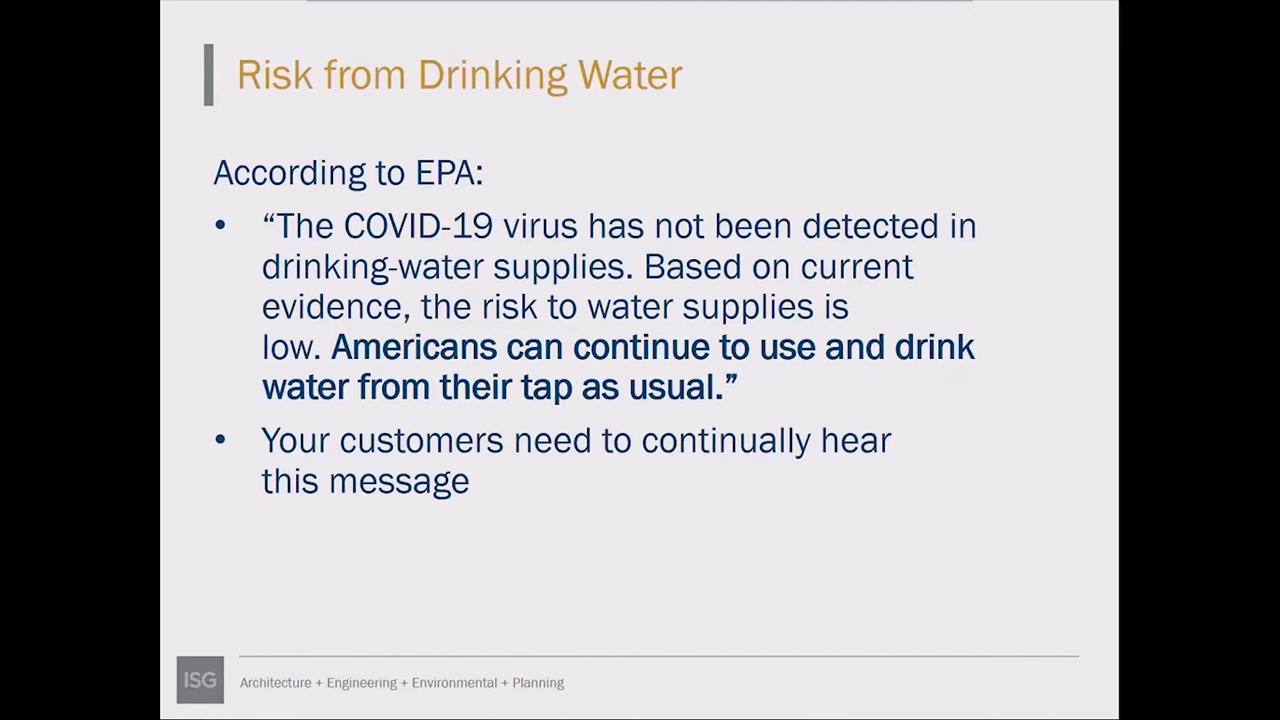 Risk from Drinking Water
According to EPA:
• “The COVID-19 virus has not been detected in
drinking-water supplies. Based on current
evidence, the risk to water supplies is
low. Americans can continue to use and drink
water from their tap as usual.”
• Your customers need to continually hear
this message
ISG
Architecture + Engineering + Environmental + Planning